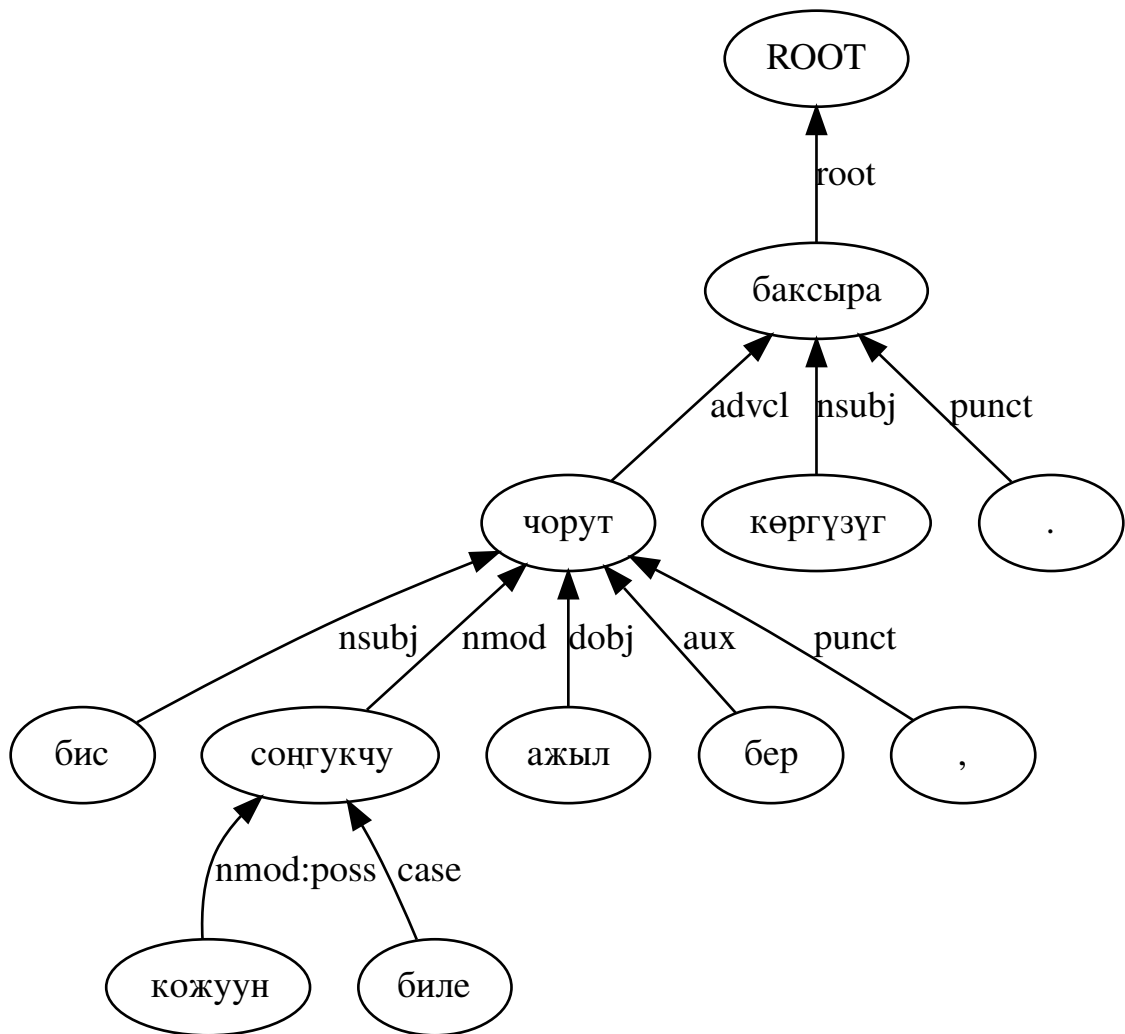 ROOT
root
баксыра
advcl nsubj punct
чорут көргүзүг .
nsubj nmod dobj aux punct
бис соңгукчу ажыл бер ,
nmod:poss case
кожуун биле